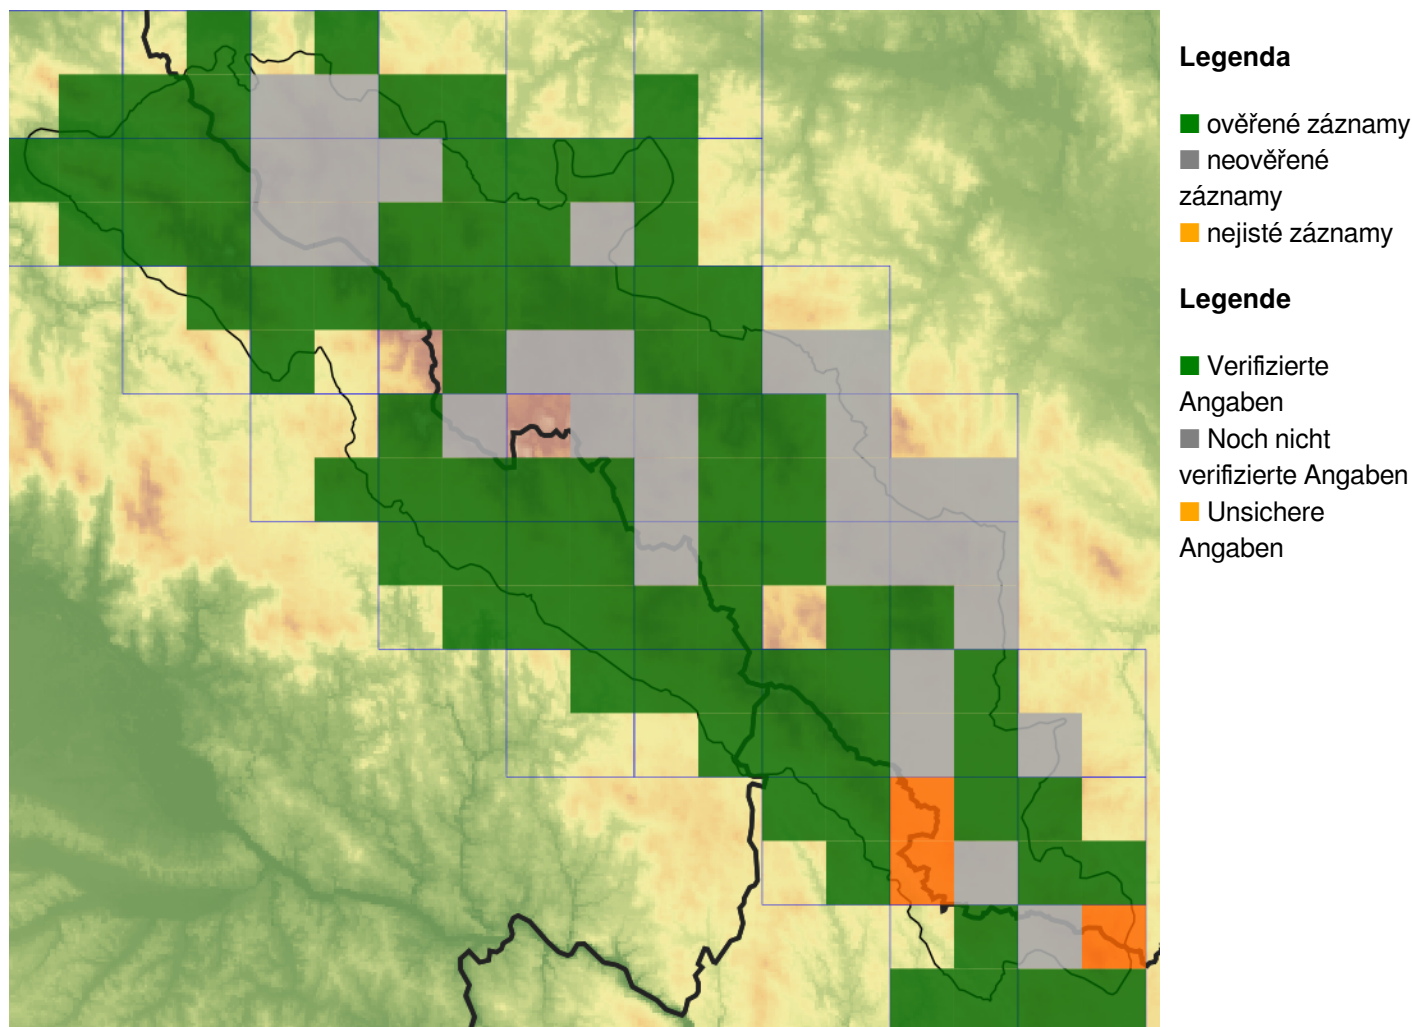 Legenda
ověřené záznamy
neověřené
záznamy
nejisté záznamy
Legende
Verifizierte
Angaben
Noch nicht
verifizierte Angaben
Unsichere
Angaben